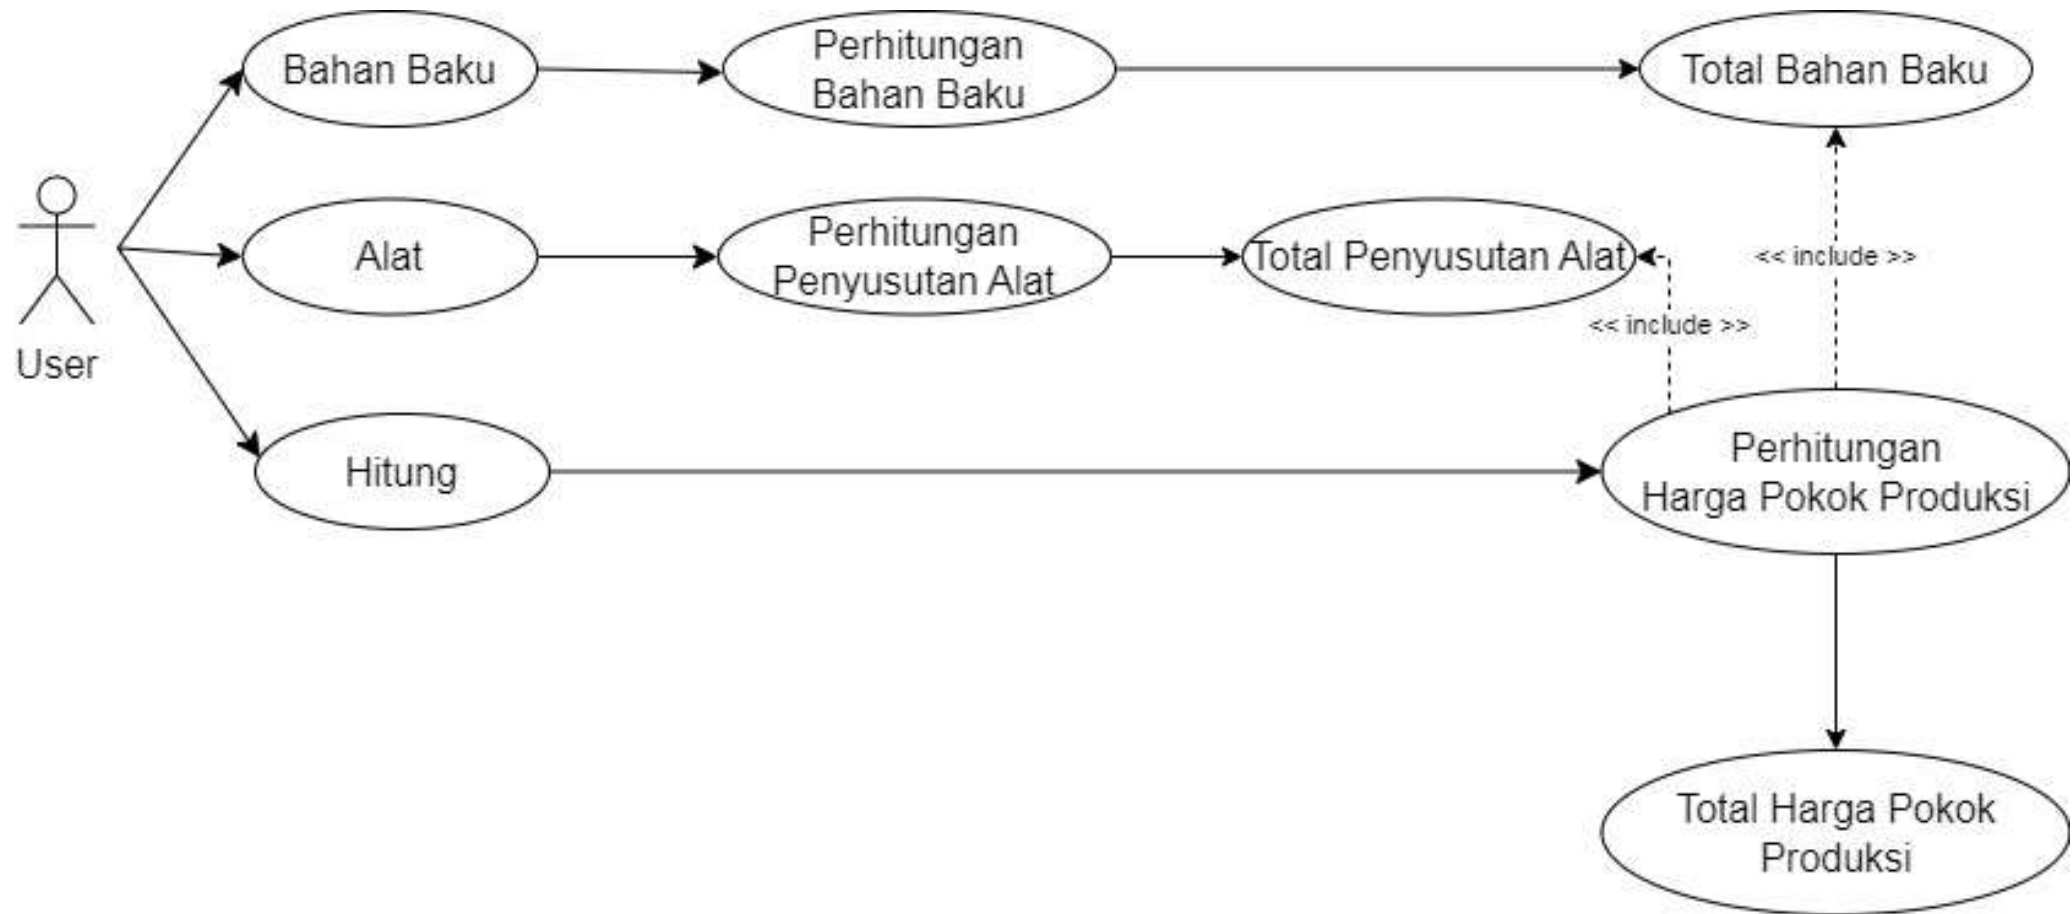 Bahan Baku
Perhitungan
Bahan Baku
Total Bahan Baku
User
Alat
Perhitungan
Penyusutan Alat
Total Penyusutan Alat
<< include >>
<< include >>
Hitung
Perhitungan
Harga Pokok Produksi
Total Harga Pokok
Produksi